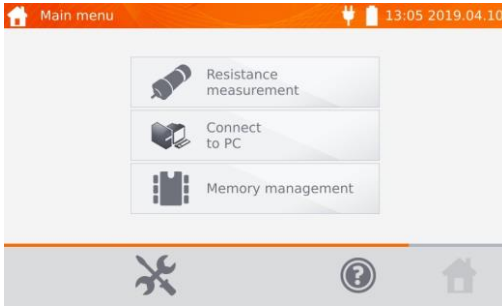 Main menu
13:05 2019.04.10
Resistance
measurement
Connect
to PC
Memory management
?